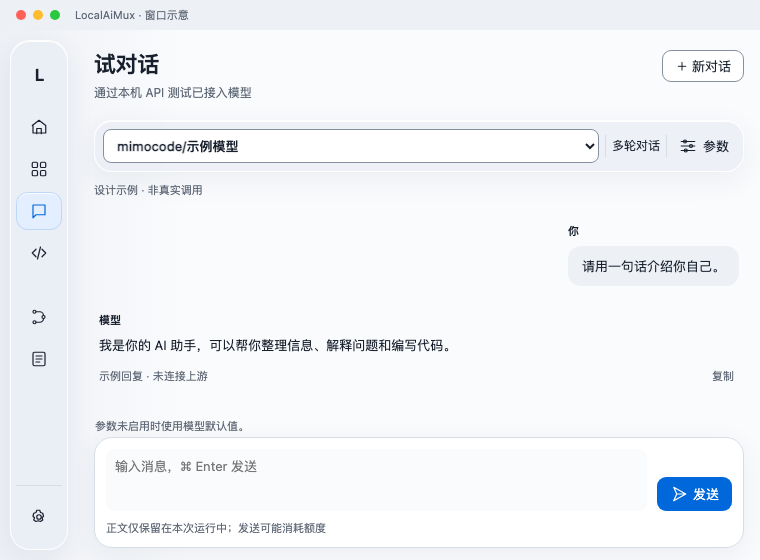 LocalAiMux · 窗口示意
L
试对话
+ 新对话
通过本机 API 测试已接入模型
mimocode/示例模型
多轮对话
参数
设计示例 · 非真实调用
你
请用一句话介绍你自己。
模型
我是你的 AI 助手，可以帮你整理信息、解释问题和编写代码。
示例回复 · 未连接上游
复制
参数未启用时使用模型默认值。
输入消息，⌘ Enter 发送
发送
正文仅保留在本次运行中；发送可能消耗额度